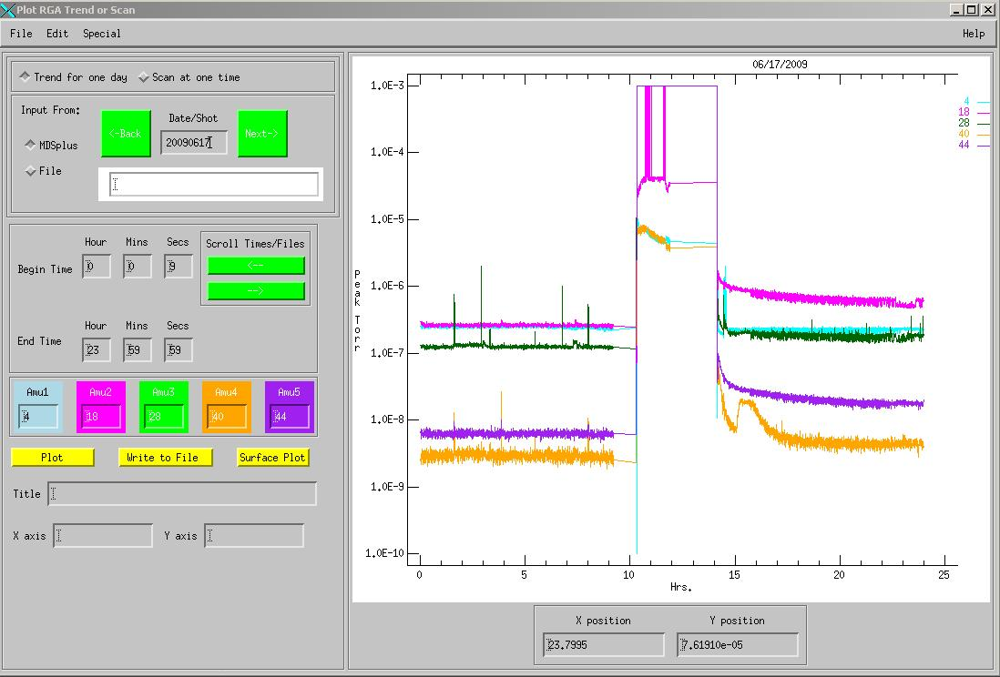 Plot RGA Trend or Scan
File Edit Special Help
Trend for one day Scan at one time
Input From:
MDSplus
File
<-Back
Date/Shot
20090617
Next->
Hour Mins Secs
Begin Time 0 0 9
Scroll Times/Files
<--
-->
Hour Mins Secs
End Time 23 59 59
Amu1 Amu2 Amu3 Amu4 Amu5
4 18 28 40 44
Plot Write to File Surface Plot
Title
X axis Y axis
06/17/2009
1.0E-3
1.0E-4
1.0E-5
1.0E-6
1.0E-7
1.0E-8
1.0E-9
1.0E-10
Peak Torr
0 5 10 15 20 25
Hrs.
4
18
28
40
44
X position Y position
23.7995 7.61910e-05